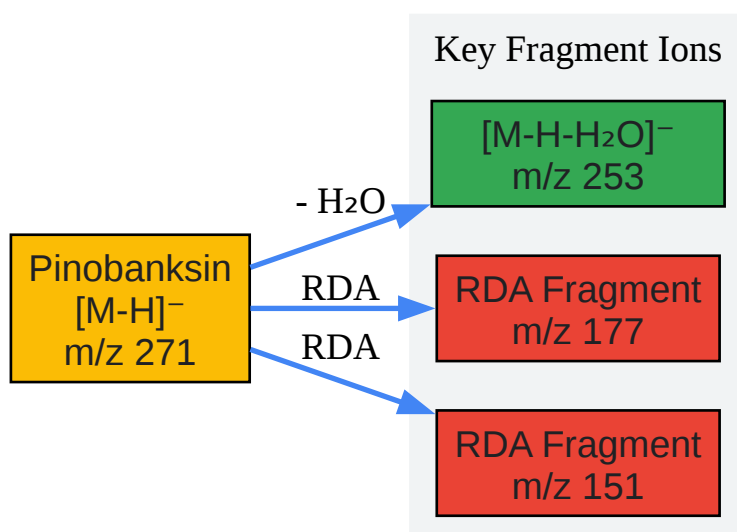 Key Fragment Ions
[M-H-H₂O]⁻
m/z 253
- H₂O
Pinobanksin
[M-H]⁻
m/z 271
RDA
RDA Fragment
m/z 177
RDA
RDA Fragment
m/z 151